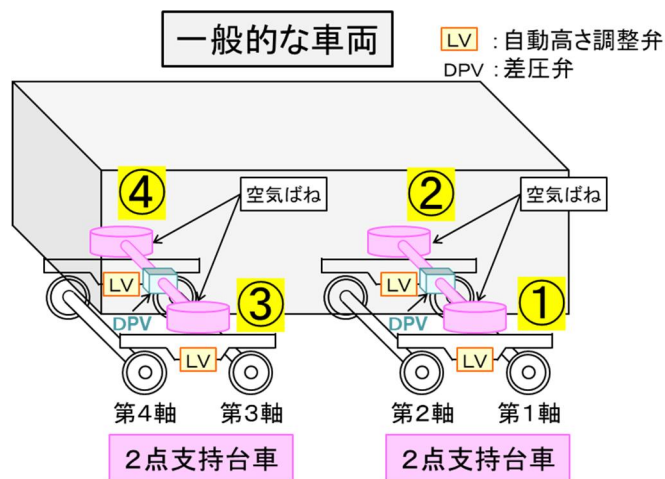 一般的な車両
LV：自動高さ調整弁
DPV：差圧弁
④
空気ばね
②
空気ばね
LV
LV
DPV
③
DPV
①
LV
LV
第4軸
第3軸
第2軸
第1軸
２点支持台車
２点支持台車